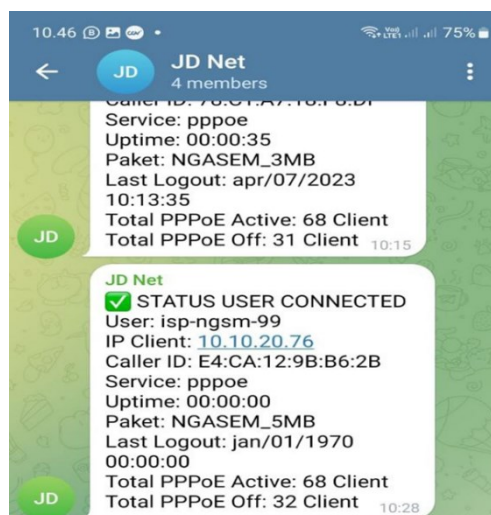 10.46
75%
JD
JD Net
4 members
Service: pppoe
Uptime: 00:00:35
Paket: NGASEM_3MB
Last Logout: apr/07/2023
10:13:35
Total PPPoE Active: 68 Client
Total PPPoE Off: 31 Client 10:15
JD
JD Net
✅ STATUS USER CONNECTED
User: isp-ngsm-99
IP Client: 10.10.20.76
Caller ID: E4:CA:12:9B:B6:2B
Service: pppoe
Uptime: 00:00:00
Paket: NGASEM_5MB
Last Logout: jan/01/1970
00:00:00
Total PPPoE Active: 68 Client
Total PPPoE Off: 32 Client 10:28
JD